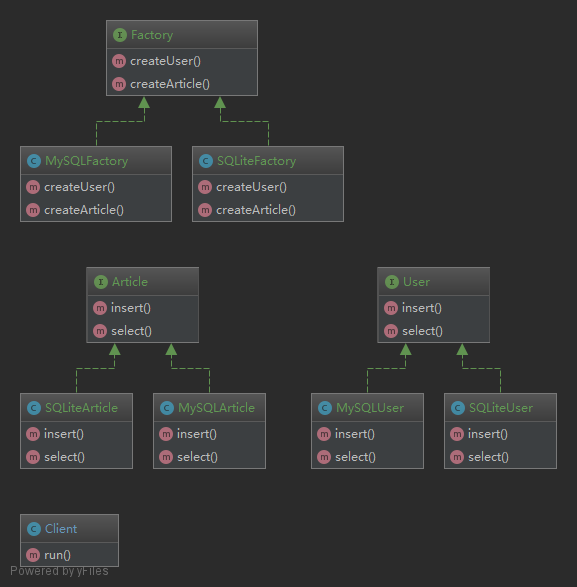 I Factory
m createUser()
m createArticle()
C MySQLFactory
m createUser()
m createArticle()
C SQLiteFactory
m createUser()
m createArticle()
I Article
m insert()
m select()
I User
m insert()
m select()
C SQLiteArticle
m insert()
m select()
C MySQLArticle
m insert()
m select()
C MySQLUser
m insert()
m select()
C SQLiteUser
m insert()
m select()
C Client
m run()
Powered by yFiles